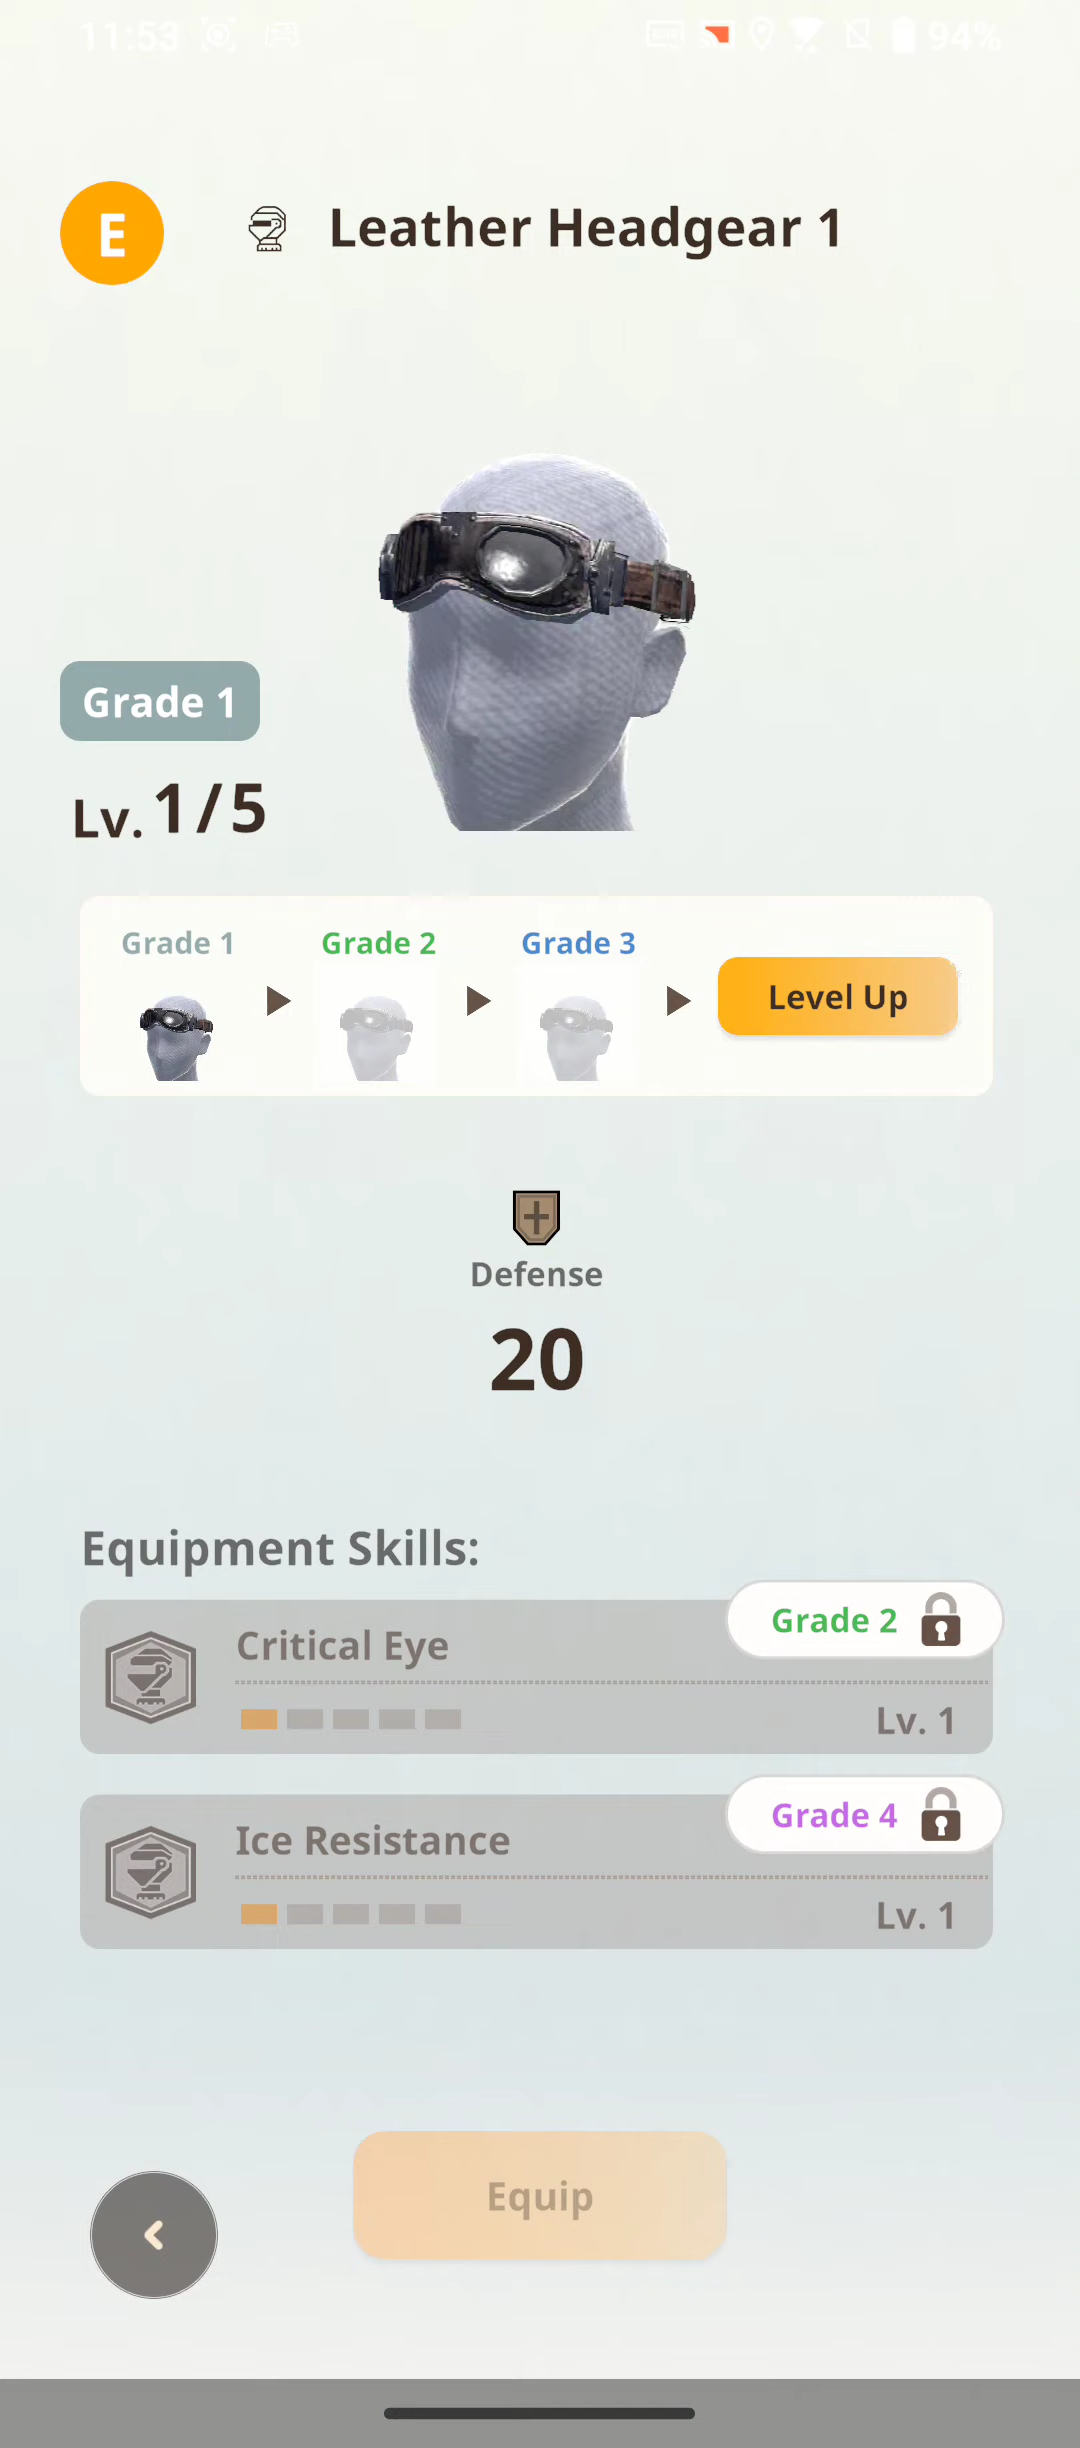 11:53
94%
E
Leather Headgear 1
Grade 1
Lv. 1/5
Grade 1
Grade 2
Grade 3
Level Up
Defense
20
Equipment Skills:
Grade 2
Critical Eye
Lv. 1
Grade 4
Ice Resistance
Lv. 1
Equip